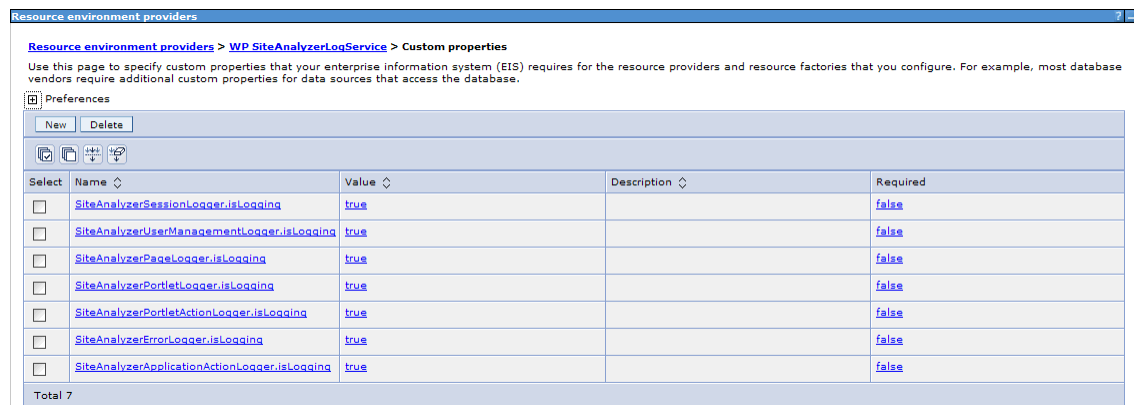 Resource environment providers ? –
Resource environment providers > WP SiteAnalyzerLogService > Custom properties
Use this page to specify custom properties that your enterprise information system (EIS) requires for the resource providers and resource factories that you configure. For example, most database
vendors require additional custom properties for data sources that access the database.
Preferences
New Delete
Select Name Value Description Required
SiteAnalyzerSessionLogger.isLogging true false
SiteAnalyzerUserManagementLogger.isLogging true false
SiteAnalyzerPageLogger.isLogging true false
SiteAnalyzerPortletLogger.isLogging true false
SiteAnalyzerPortletActionLogger.isLogging true false
SiteAnalyzerErrorLogger.isLogging true false
SiteAnalyzerApplicationActionLogger.isLogging true false
Total 7